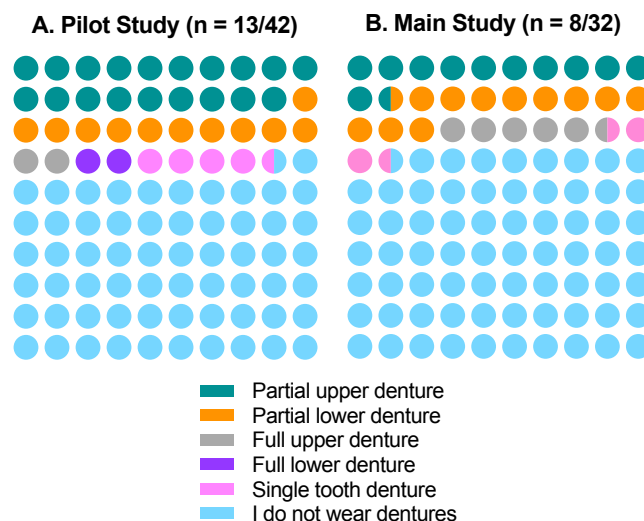 A. Pilot Study (n = 13/42)
B. Main Study (n = 8/32)
Partial upper denture
Partial lower denture
Full upper denture
Full lower denture
Single tooth denture
I do not wear dentures